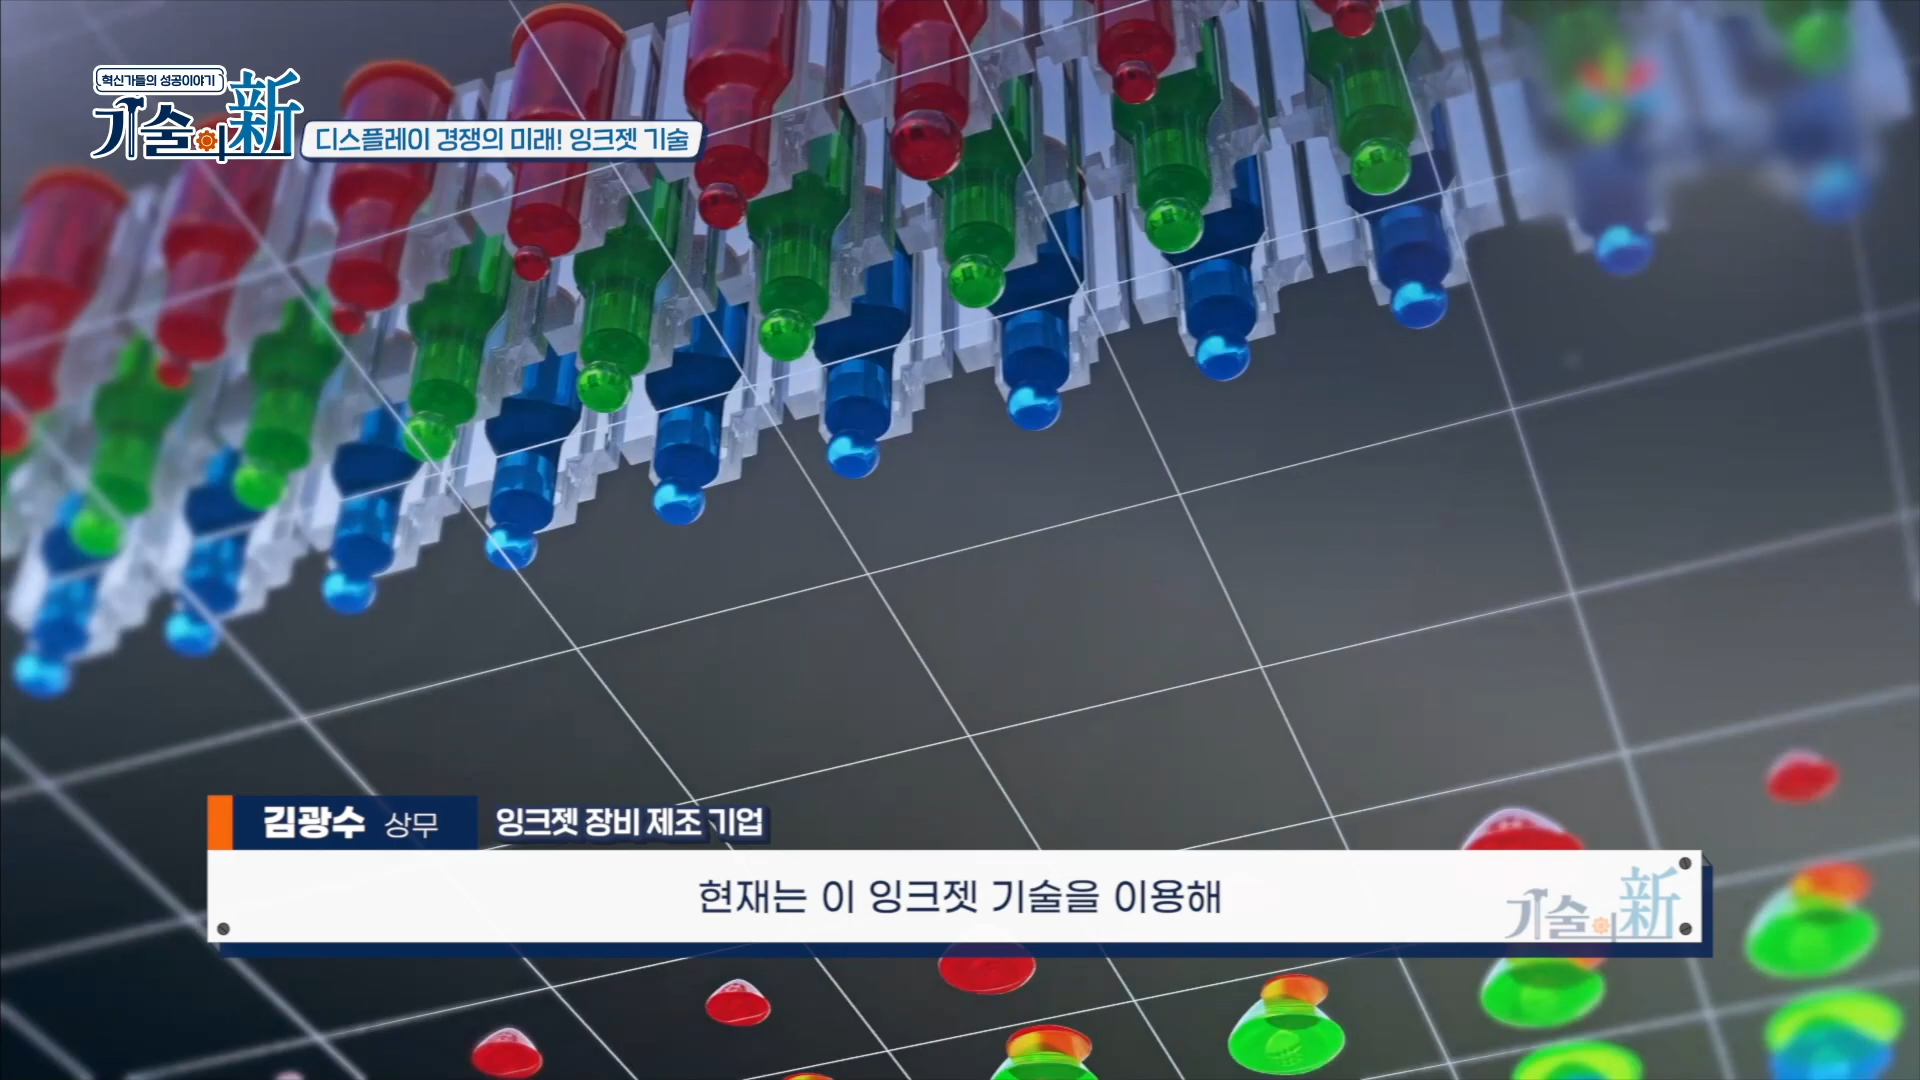 혁신가들의 성공이야기
기술의 新
디스플레이 경쟁의 미래! 잉크젯 기술
김광수 상무 잉크젯 장비 제조 기업
현재는 이 잉크젯 기술을 이용해
기술의 新